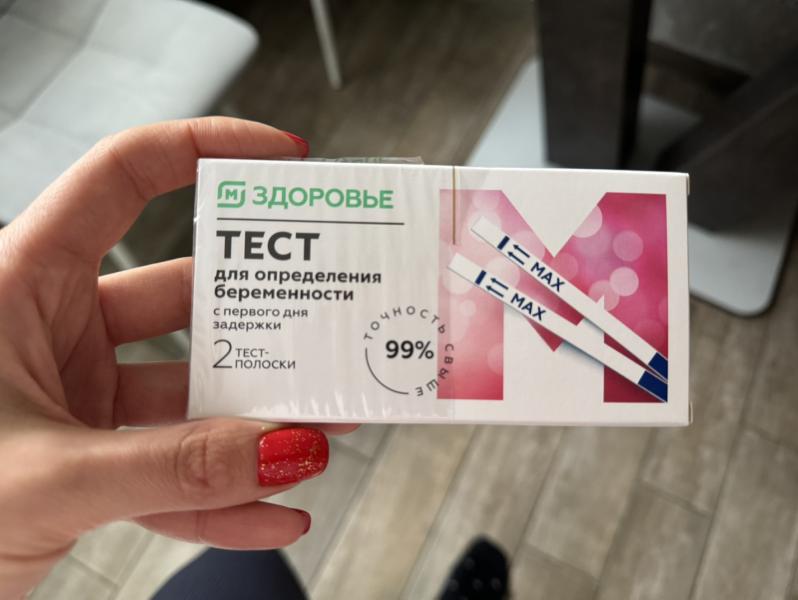 М ЗДОРОВЬЕ
ТЕСТ
для определения
беременности
с первого дня
задержки
2 ТЕСТ-
ПОЛОСКИ
ТОЧНОСТЬ СВЫШЕ
99%
MAX
MAX